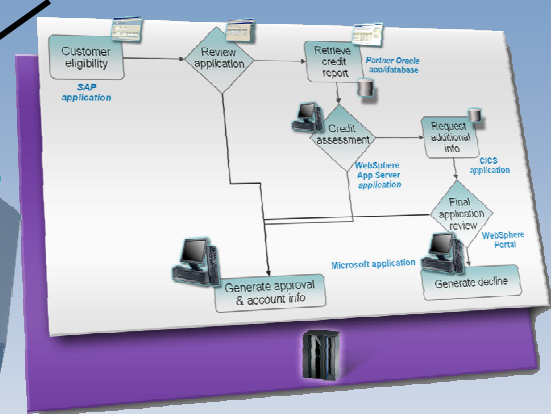 Customer
eligibility
SAP
application
Review
application
Retrieve
credit
report
Partner Oracle
app/database
Credit
assessment
WebSphere
App Server
application
Request
additional
info
CICS
application
Final
application
review
WebSphere
Portal
Microsoft application
Generate approval
& account info
Generate decline